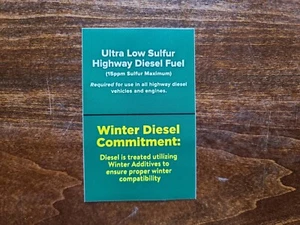 Ultra Low Sulfur
Highway Diesel Fuel
(15ppm Sulfur Maximum)
Required for use in all highway diesel
vehicles and engines.
Winter Diesel
Commitment:
Diesel is treated utilizing
Winter Additives to
ensure proper winter
compatibility